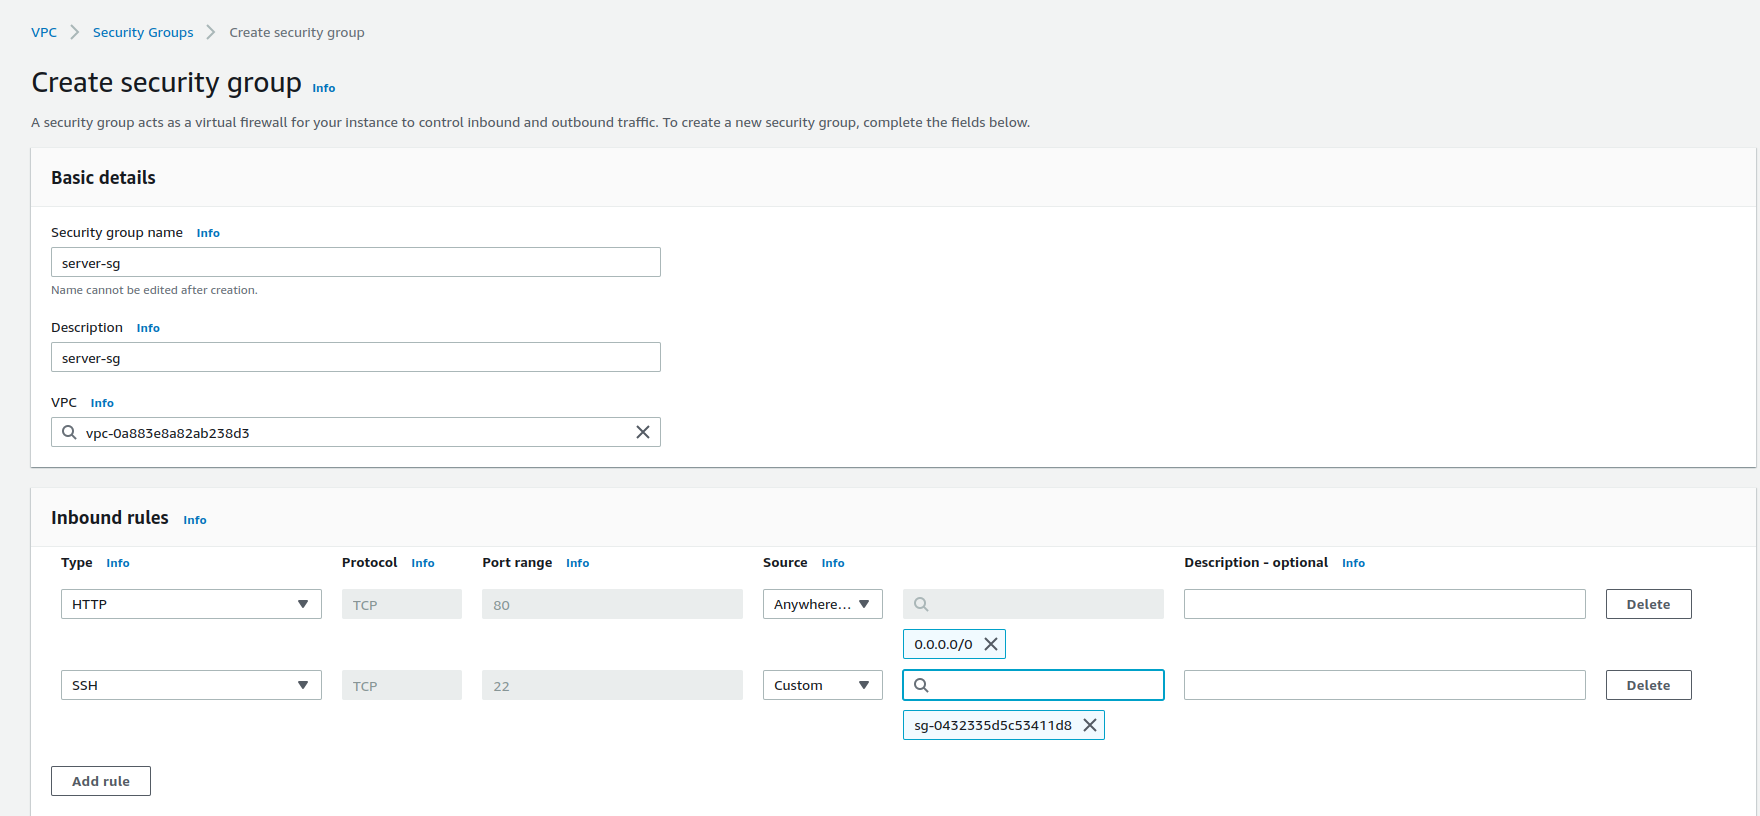 VPC > Security Groups > Create security group
Create security group Info
A security group acts as a virtual firewall for your instance to control inbound and outbound traffic. To create a new security group, complete the fields below.
Basic details
Security group name Info
server-sg
Name cannot be edited after creation.
Description Info
server-sg
VPC Info
vpc-0a883e8a82ab238d3
Inbound rules Info
Type Info Protocol Info Port range Info Source Info Description - optional Info
HTTP TCP 80 Anywhere... Delete
0.0.0.0/0
SSH TCP 22 Custom Delete
sg-0432335d5c53411d8
Add rule